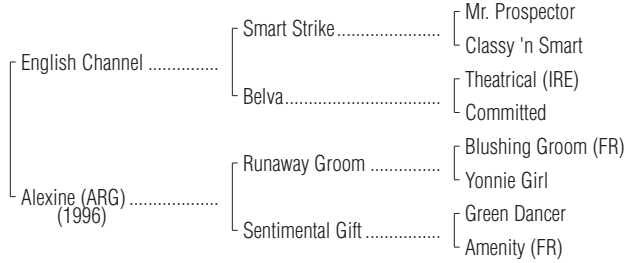 Mr. Prospector
Smart Strike........................
Classy 'n Smart
English Channel ................
Theatrical (IRE)
Belva....................................
Committed
Blushing Groom (FR)
Runaway Groom ................
Yonnie Girl
Alexine (ARG) ....................
(1996)
Green Dancer
Sentimental Gift.................
Amenity (FR)